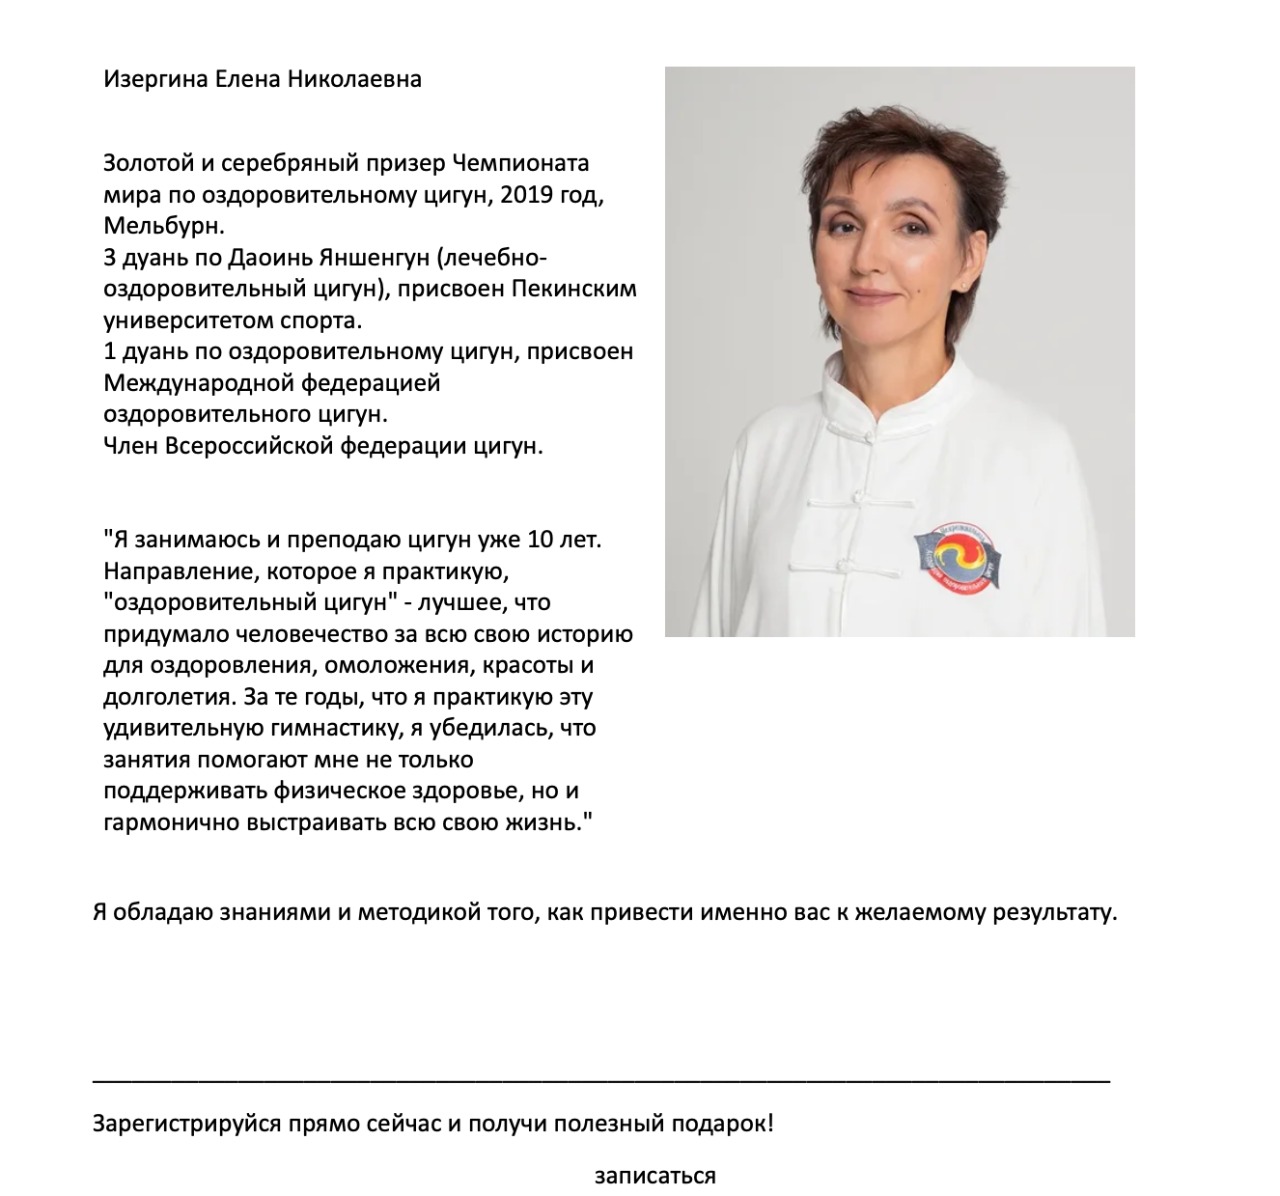 Изергина Елена Николаевна
Золотой и серебряный призер Чемпионата
мира по оздоровительному цигун, 2019 год,
Мельбурн.
3 дуань по Даоинь Яншенгун (лечебно-
оздоровительный цигун), присвоен Пекинским
университетом спорта.
1 дуань по оздоровительному цигун, присвоен
Международной федерацией
оздоровительного цигун.
Член Всероссийской федерации цигун.
"Я занимаюсь и преподаю цигун уже 10 лет.
Направление, которое я практикую,
"оздоровительный цигун" - лучшее, что
придумало человечество за всю свою историю
для оздоровления, омоложения, красоты и
долголетия. За те годы, что я практикую эту
удивительную гимнастику, я убедилась, что
занятия помогают мне не только
поддерживать физическое здоровье, но и
гармонично выстраивать всю свою жизнь."
Я обладаю знаниями и методикой того, как привести именно вас к желаемому результату.
Зарегистрируйся прямо сейчас и получи полезный подарок!
записаться